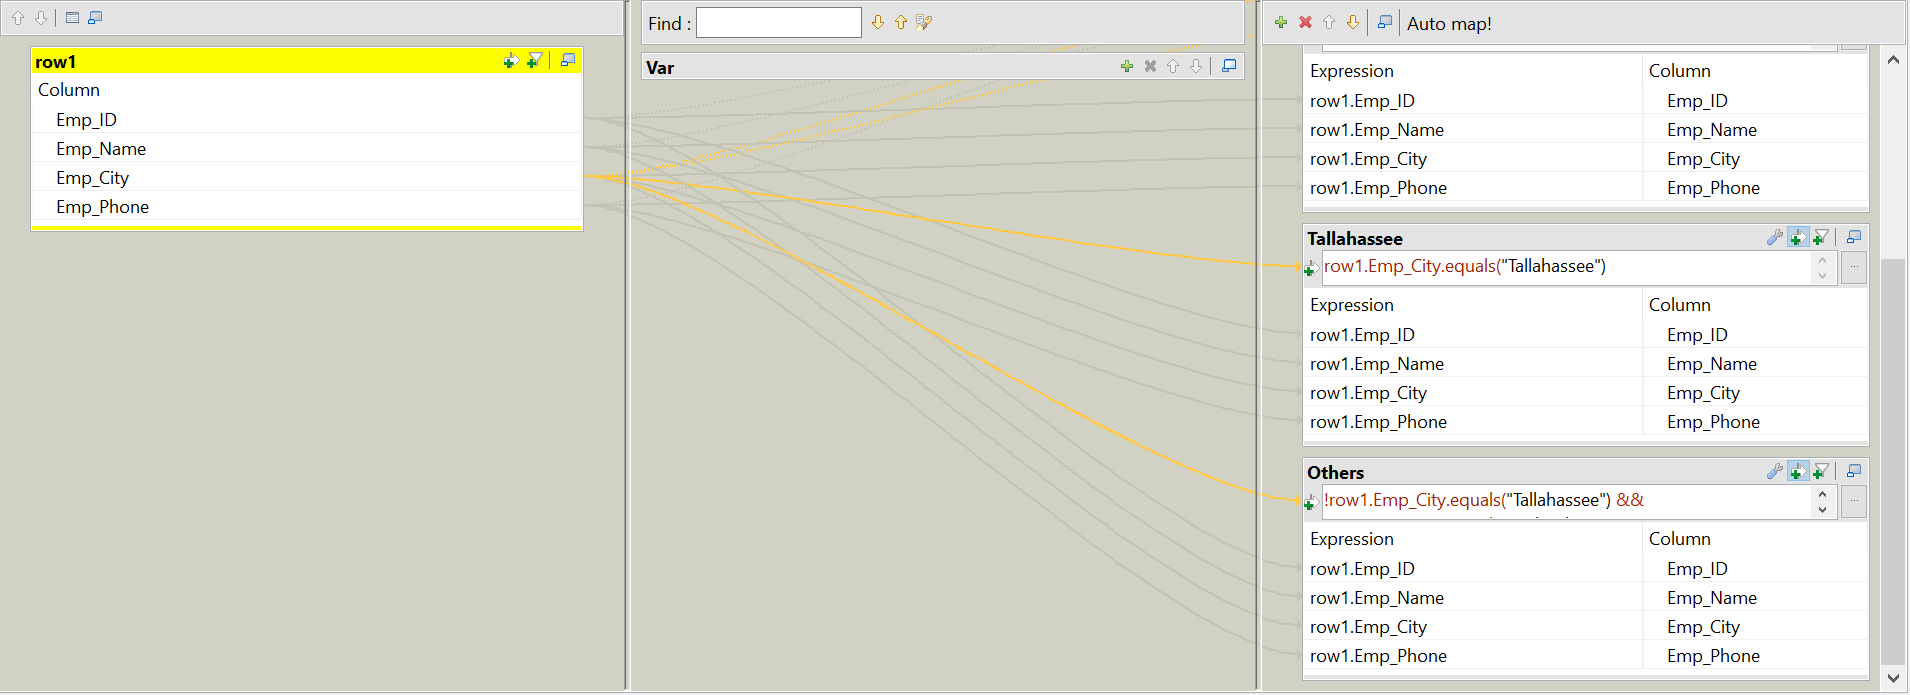 row1
Column
Emp_ID
Emp_Name
Emp_City
Emp_Phone
Find :
Var
Auto map!
Expression Column
row1.Emp_ID Emp_ID
row1.Emp_Name Emp_Name
row1.Emp_City Emp_City
row1.Emp_Phone Emp_Phone
Tallahassee
row1.Emp_City.equals("Tallahassee")
...
Expression Column
row1.Emp_ID Emp_ID
row1.Emp_Name Emp_Name
row1.Emp_City Emp_City
row1.Emp_Phone Emp_Phone
Others
!row1.Emp_City.equals("Tallahassee") &&
...
Expression Column
row1.Emp_ID Emp_ID
row1.Emp_Name Emp_Name
row1.Emp_City Emp_City
row1.Emp_Phone Emp_Phone